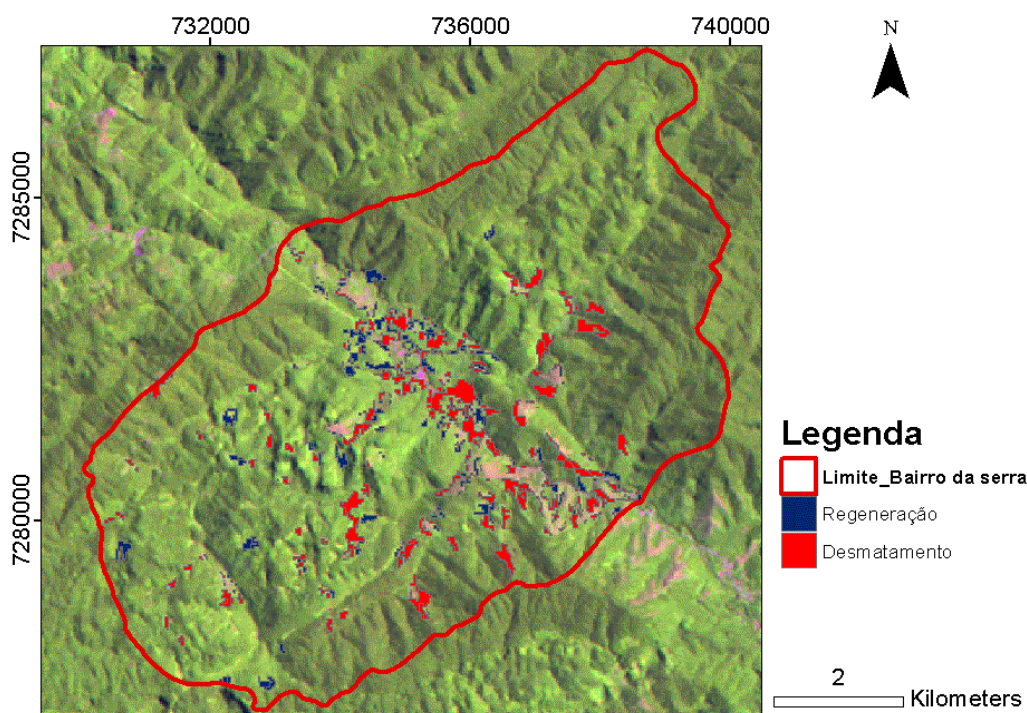 732000
736000
740000
N
7285000
7280000
Legenda
Limite_Bairro da serra
Regeneração
Desmatamento
2
Kilometers